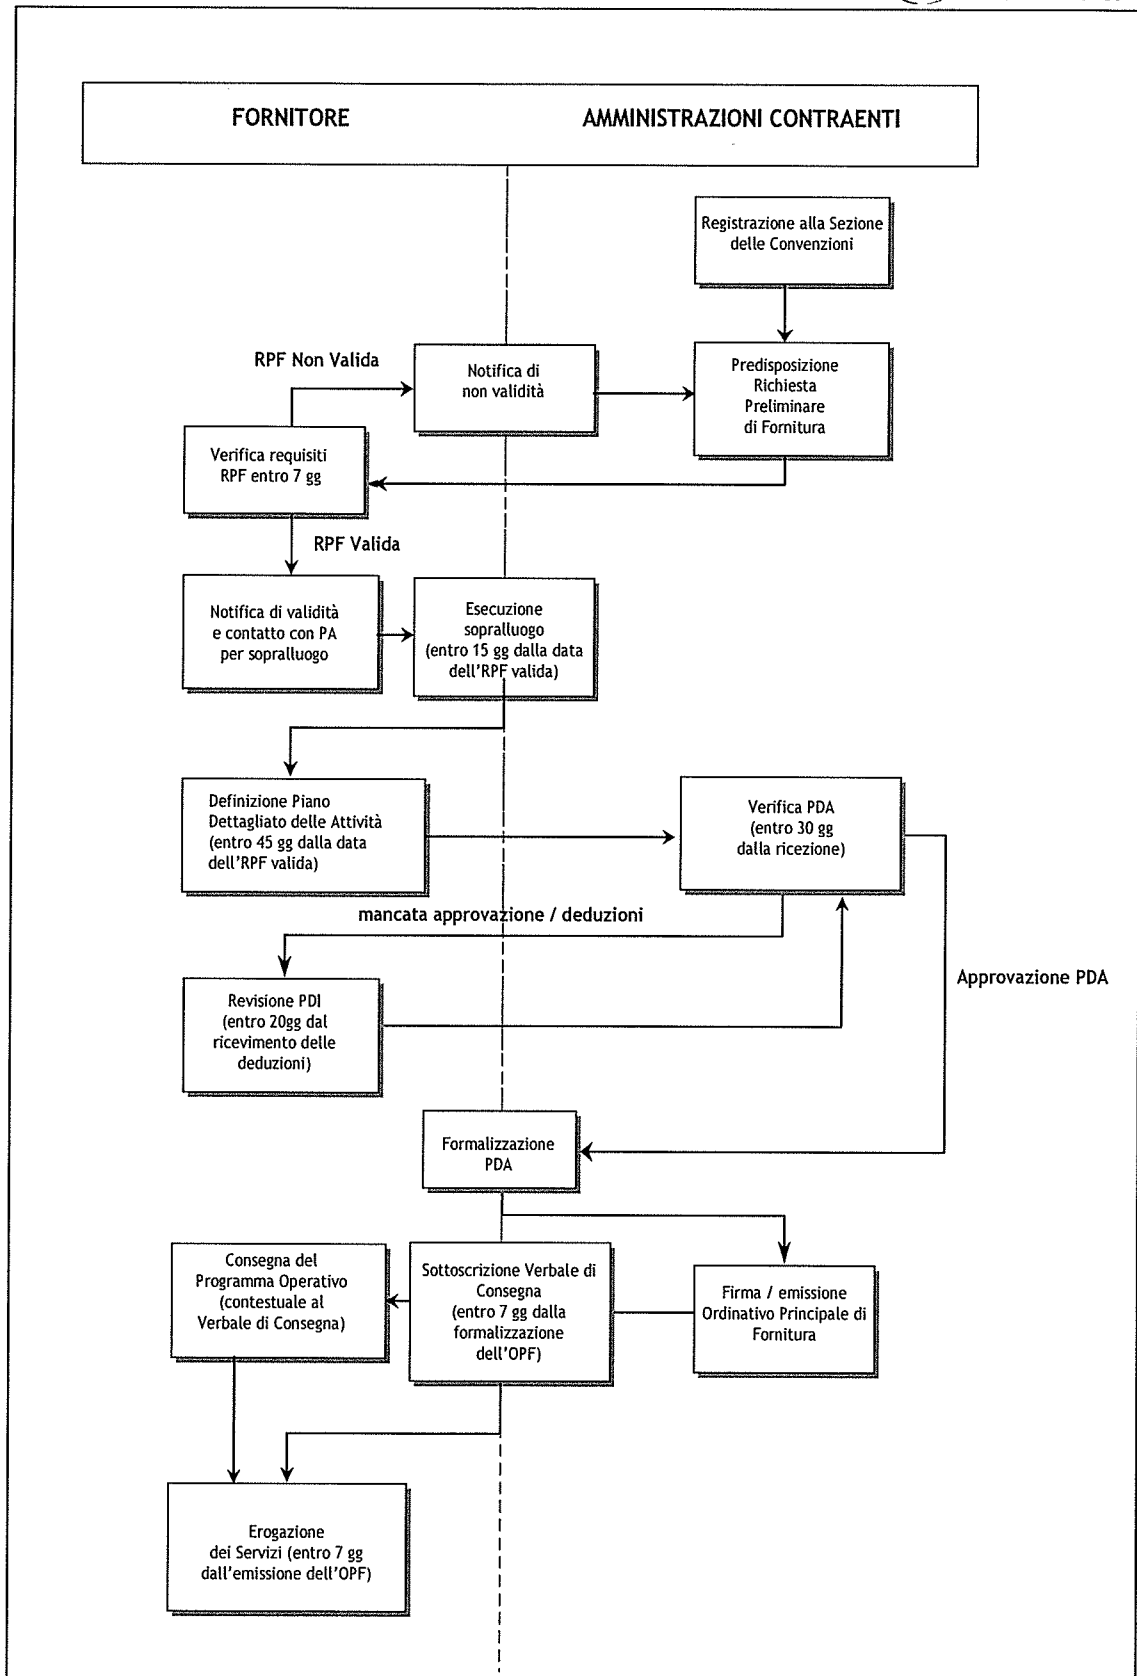 FORNITORE
AMMINISTRAZIONI CONTRAENTI
Registrazione alla Sezione
delle Convenzioni
RPF Non Valida
Notifica di
non validità
Predisposizione
Richiesta
Preliminare
di Fornitura
Verifica requisiti
RPF entro 7 gg
RPF Valida
Notifica di validità
e contatto con PA
per sopralluogo
Esecuzione
sopralluogo
(entro 15 gg dalla data
dell'RPF valida)
Definizione Piano
Dettagliato delle Attività
(entro 45 gg dalla data
dell'RPF valida)
Verifica PDA
(entro 30 gg
dalla ricezione)
mancata approvazione / deduzioni
Approvazione PDA
Revisione PDI
(entro 20gg dal
ricevimento delle
deduzioni)
Formalizzazione
PDA
Consegna del
Programma Operativo
(contestuale al
Verbale di Consegna)
Sottoscrizione Verbale di
Consegna
(entro 7 gg dalla
formalizzazione
dell'OPF)
Firma / emissione
Ordinativo Principale di
Fornitura
Erogazione
dei Servizi (entro 7 gg
dall'emissione dell'OPF)